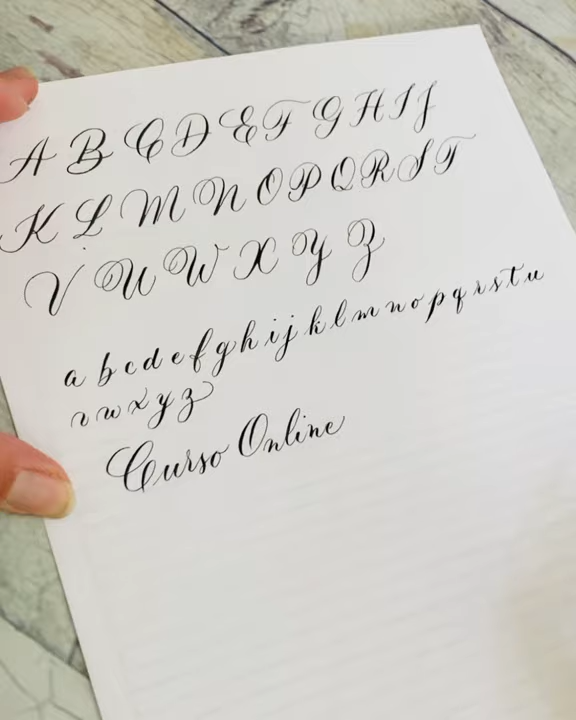 A B C D E F G H I J
K L M N O P Q R S T
V U W X Y Z
a b c d e f g h i j k l m n o p q r s t u
v w x y z
Curso Online